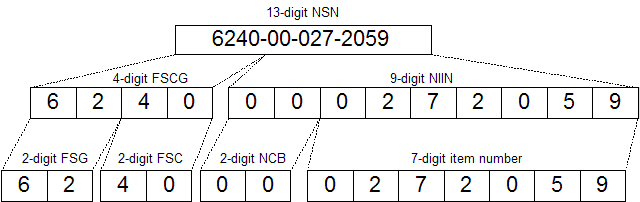 13-digit NSN
6240-00-027-2059
4-digit FSCG 9-digit NIIN
6 2 4 0 0 0 0 2 7 2 0 5 9
2-digit FSG 2-digit FSC 2-digit NCB 7-digit item number
6 2 4 0 0 0 0 2 7 2 0 5 9